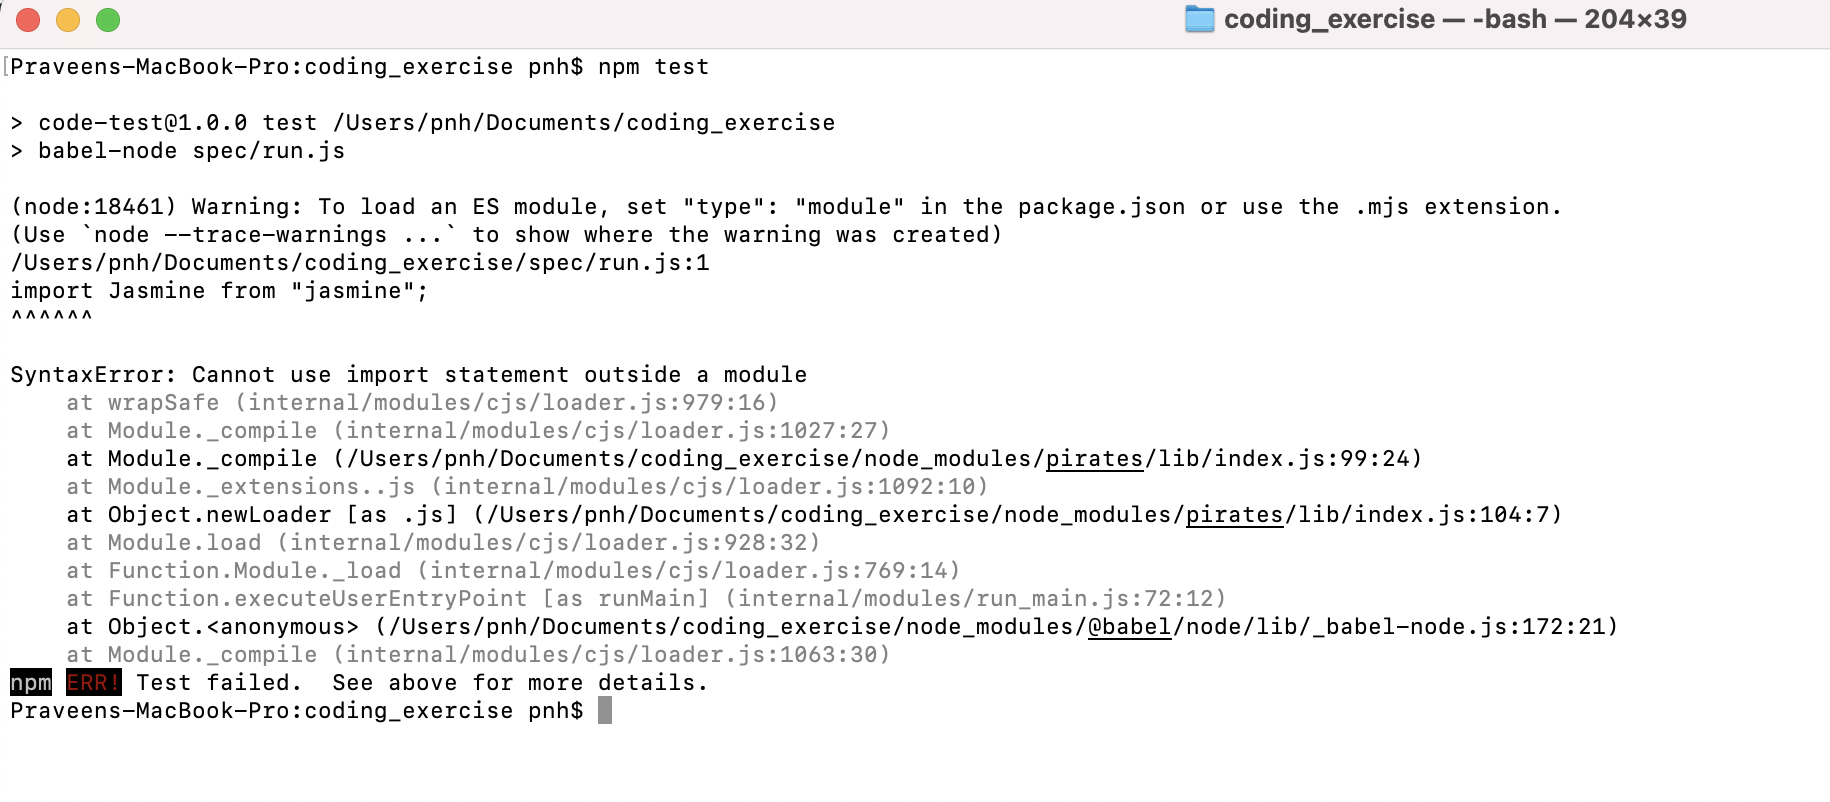 coding_exercise — -bash — 204×39
[Praveens-MacBook-Pro:coding_exercise pnh$ npm test
> code-test@1.0.0 test /Users/pnh/Documents/coding_exercise
> babel-node spec/run.js
(node:18461) Warning: To load an ES module, set "type": "module" in the package.json or use the .mjs extension.
(Use `node --trace-warnings ...` to show where the warning was created)
/Users/pnh/Documents/coding_exercise/spec/run.js:1
import Jasmine from "jasmine";
^^^^^^
SyntaxError: Cannot use import statement outside a module
    at wrapSafe (internal/modules/cjs/loader.js:979:16)
    at Module._compile (internal/modules/cjs/loader.js:1027:27)
    at Module._compile (/Users/pnh/Documents/coding_exercise/node_modules/pirates/lib/index.js:99:24)
    at Module._extensions..js (internal/modules/cjs/loader.js:1092:10)
    at Object.newLoader [as .js] (/Users/pnh/Documents/coding_exercise/node_modules/pirates/lib/index.js:104:7)
    at Module.load (internal/modules/cjs/loader.js:928:32)
    at Function.Module._load (internal/modules/cjs/loader.js:769:14)
    at Function.executeUserEntryPoint [as runMain] (internal/modules/run_main.js:72:12)
    at Object.<anonymous> (/Users/pnh/Documents/coding_exercise/node_modules/@babel/node/lib/_babel-node.js:172:21)
    at Module._compile (internal/modules/cjs/loader.js:1063:30)
npm ERR! Test failed.  See above for more details.
Praveens-MacBook-Pro:coding_exercise pnh$